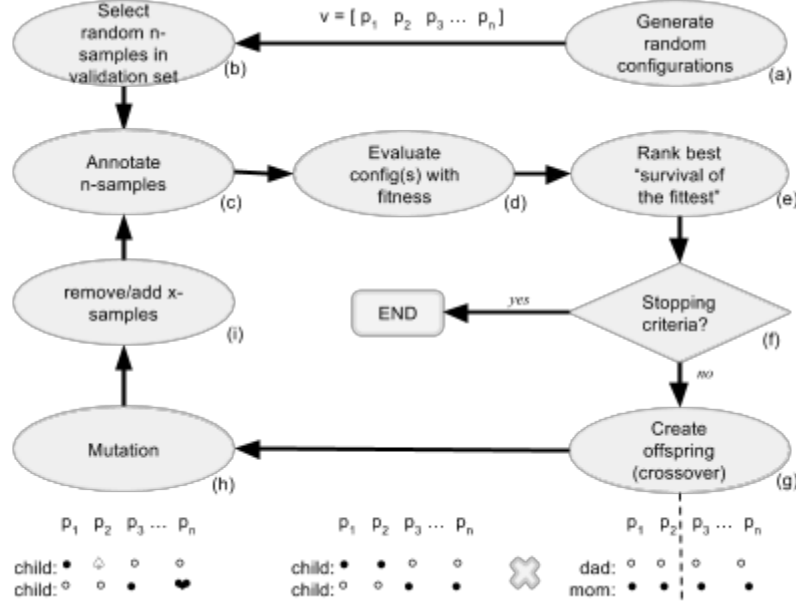 Select
random n-
samples in
validation set
(b)
v = [ p1 p2 p3 ... pn ]
Generate
random
configurations
(a)
Annotate
n-samples
(c)
Evaluate
config(s) with
fitness
(d)
Rank best
"survival of
the fittest"
(e)
remove/add x-
samples
(i)
END
yes
Stopping
criteria?
(f)
no
Mutation
(h)
Create
offspring
(crossover)
(g)
p1 p2 p3 ... pn
child:
child:
p1 p2 p3 ... pn
child:
child:
p1 p2 p3 ... pn
dad:
mom: